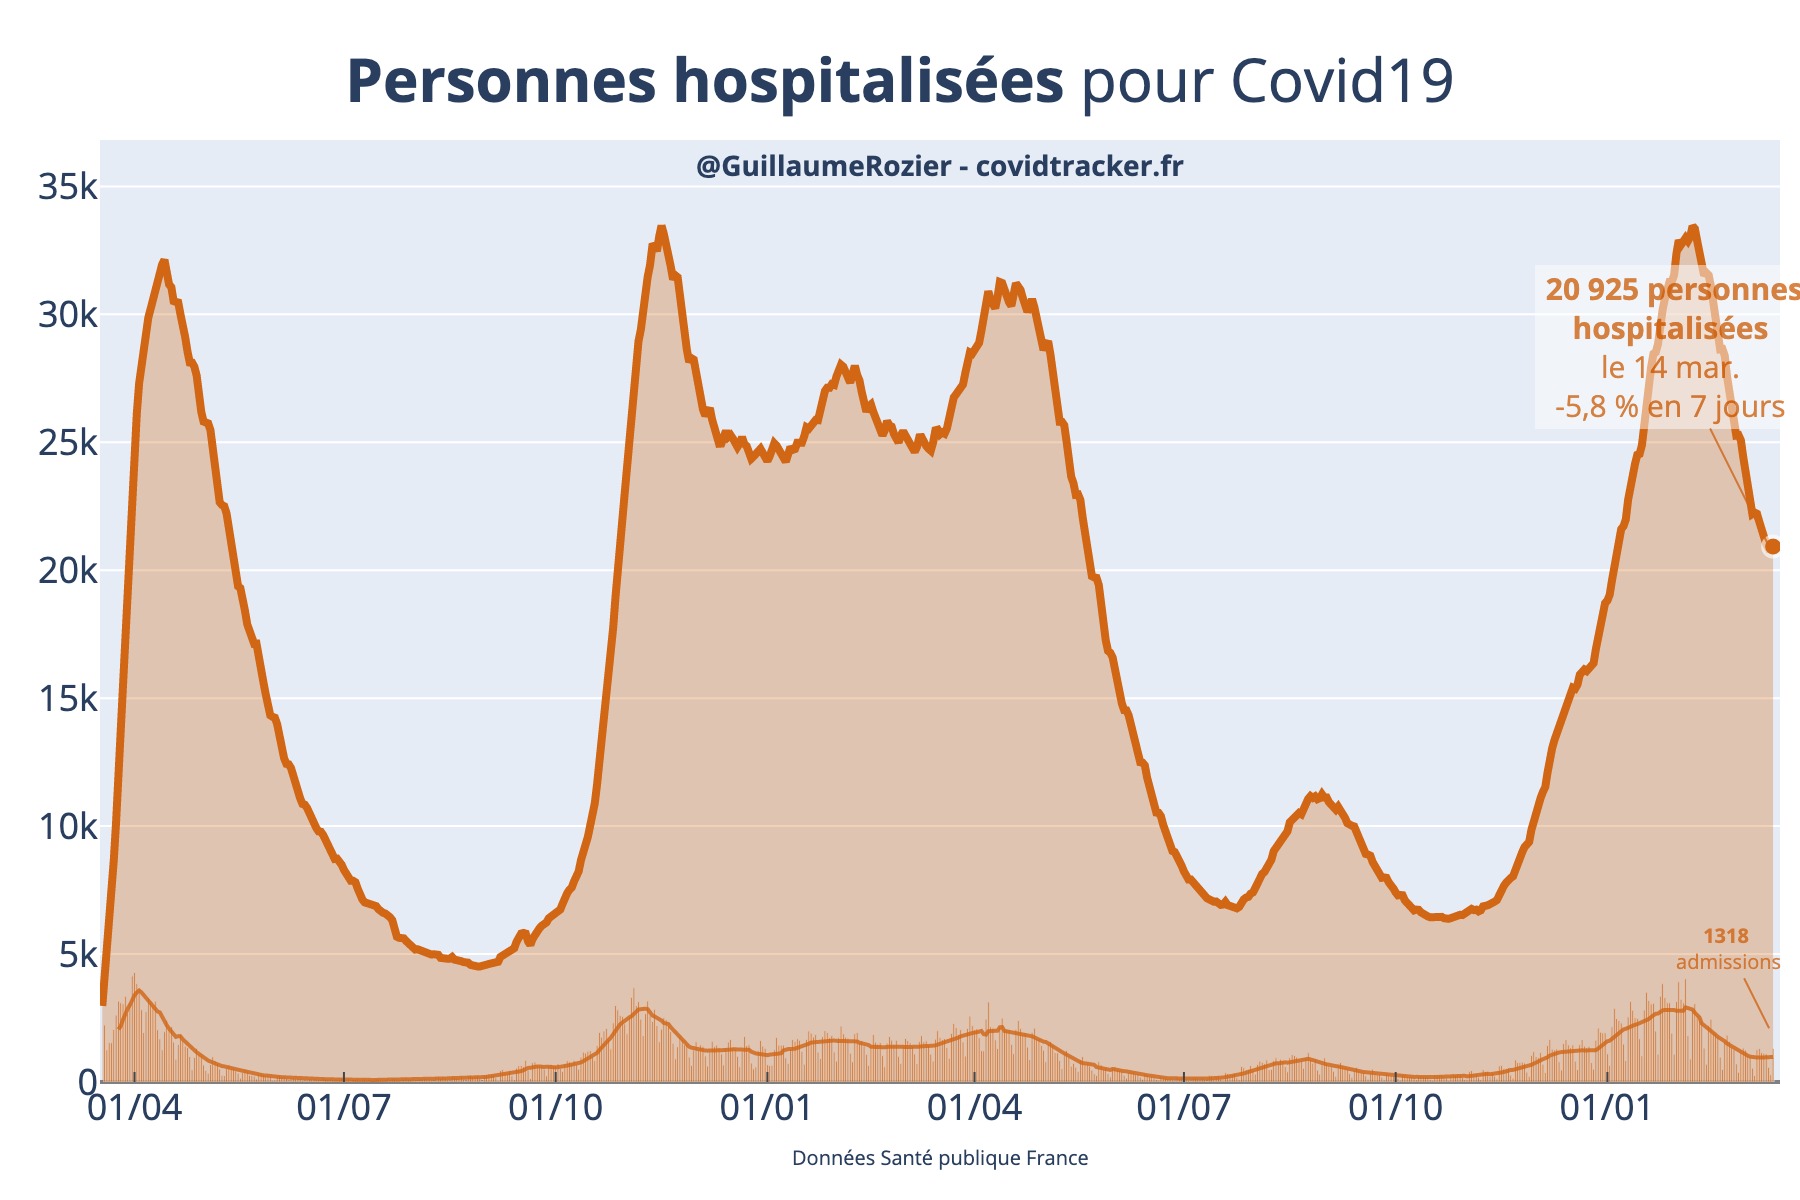 Personnes hospitalisées pour Covid19
@GuillaumeRozier - covidtracker.fr
35k
30k
25k
20k
15k
10k
5k
0
20 925 personnes
hospitalisées
le 14 mar.
-5,8 % en 7 jours
1318
admissions
01/04
01/07
01/10
01/01
01/04
01/07
01/10
01/01
Données Santé publique France